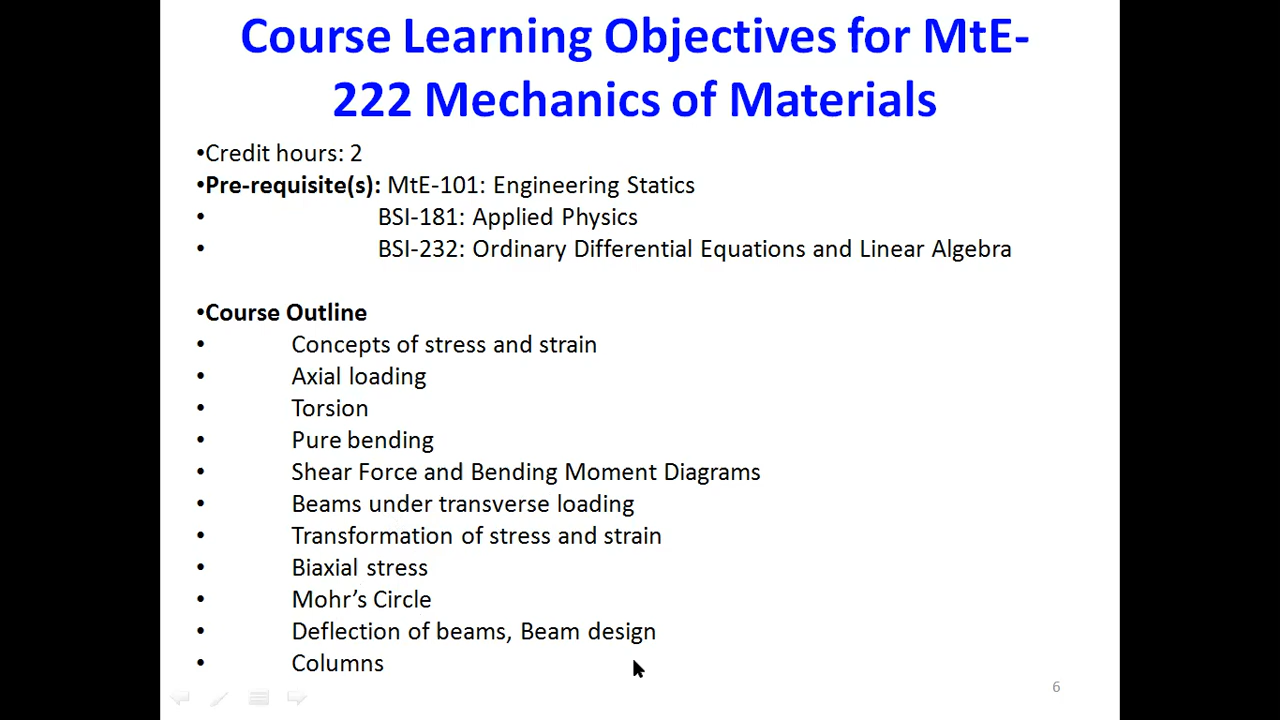 Course Learning Objectives for MtE-
222 Mechanics of Materials
•Credit hours: 2
•Pre-requisite(s): MtE-101: Engineering Statics
• BSI-181: Applied Physics
• BSI-232: Ordinary Differential Equations and Linear Algebra
•Course Outline
• Concepts of stress and strain
• Axial loading
• Torsion
• Pure bending
• Shear Force and Bending Moment Diagrams
• Beams under transverse loading
• Transformation of stress and strain
• Biaxial stress
• Mohr’s Circle
• Deflection of beams, Beam design
• Columns
6